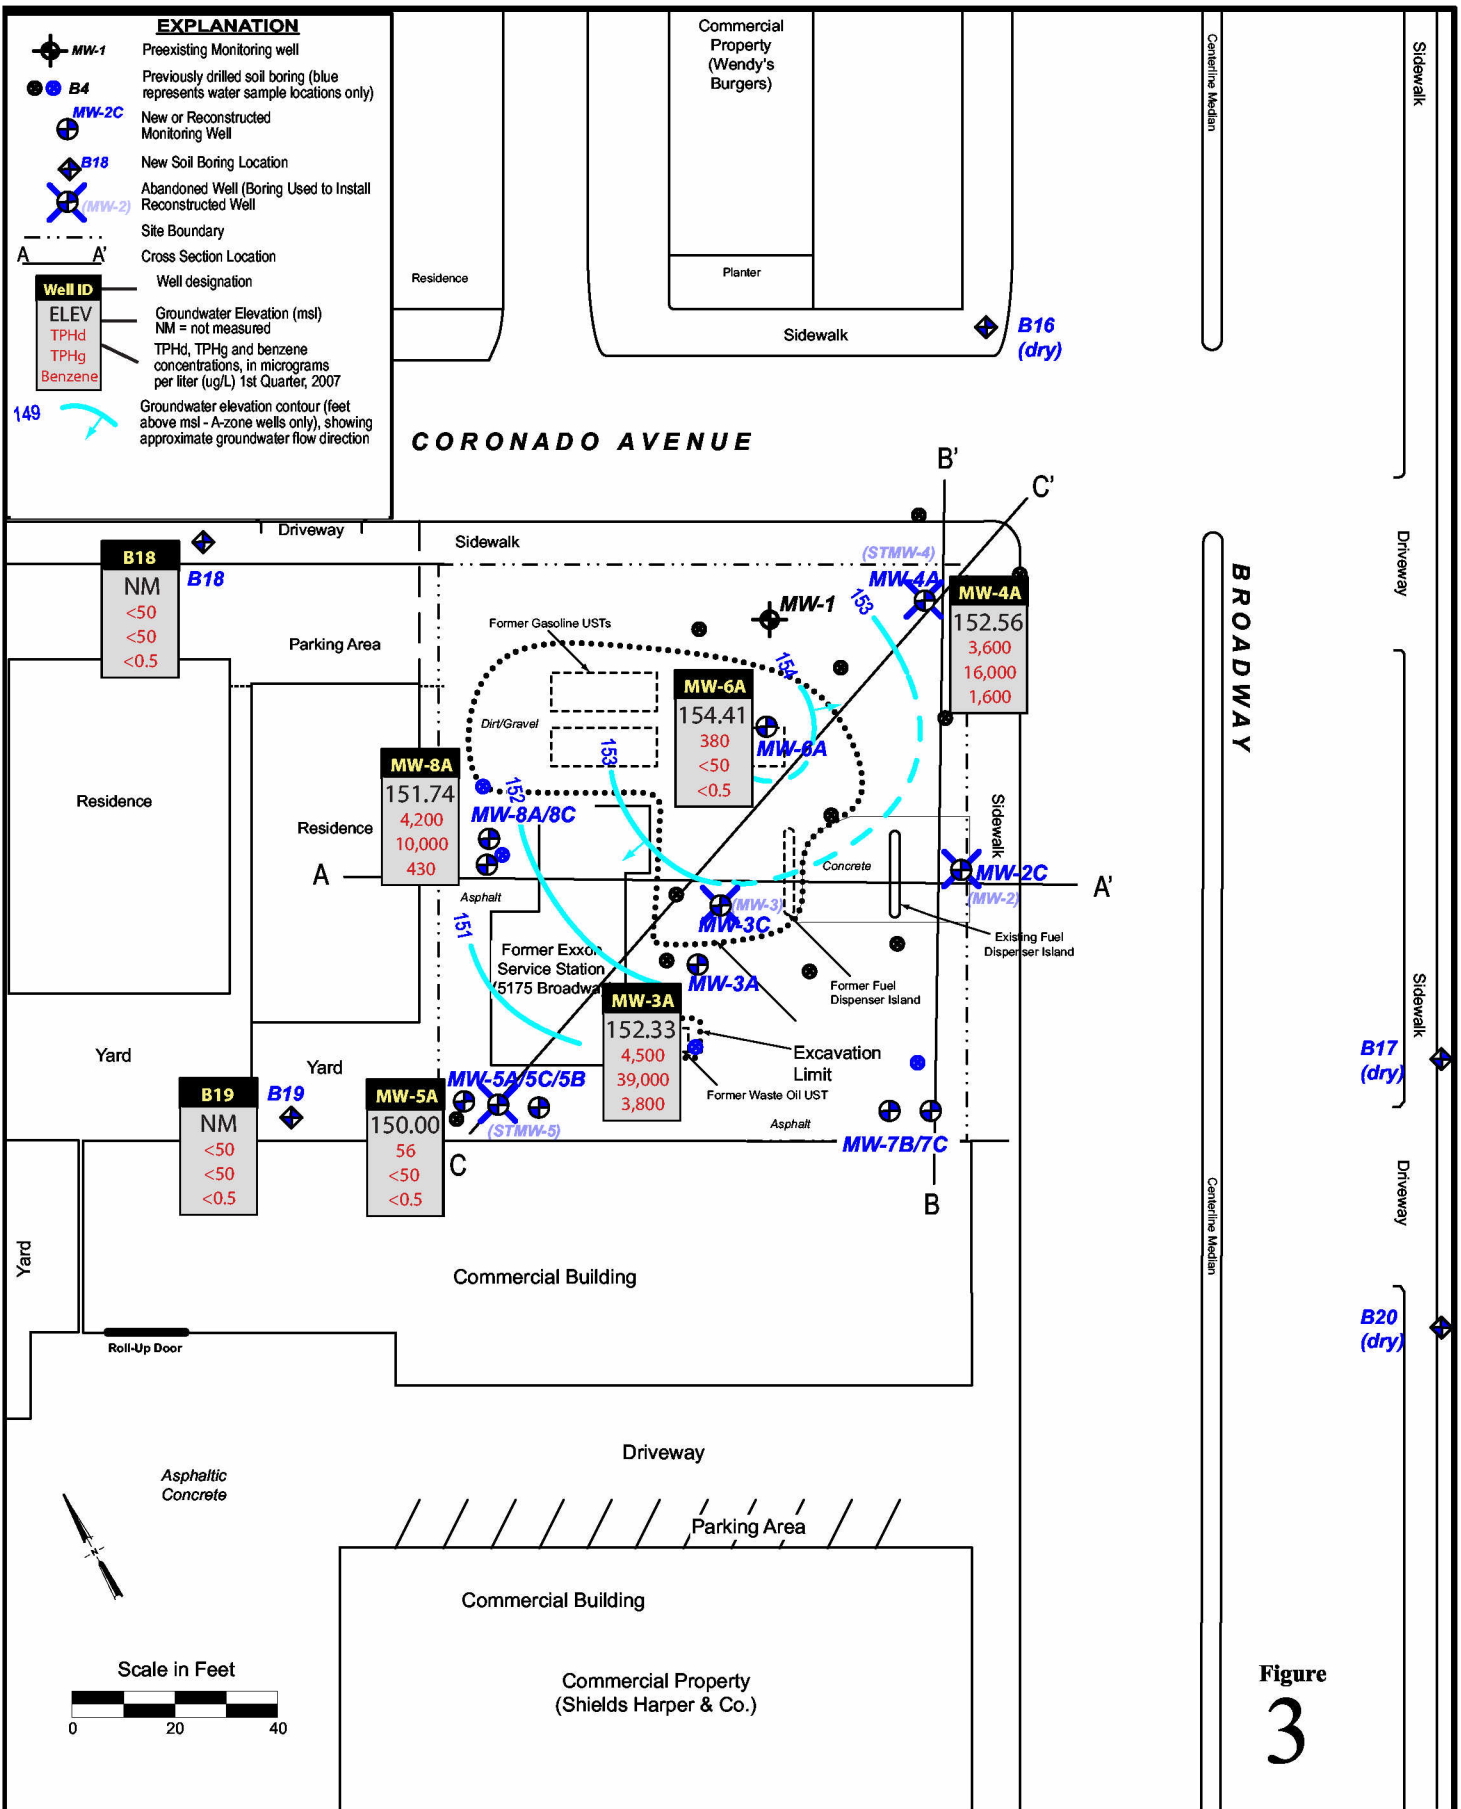 EXPLANATION
MW-1
Preexisting Monitoring well
B4
Previously drilled soil boring (blue
represents water sample locations only)
MW-2C
New or Reconstructed
Monitoring Well
B18
New Soil Boring Location
(MW-2)
Abandoned Well (Boring Used to Install
Reconstructed Well
Site Boundary
A A'
Cross Section Location
Well ID
Well designation
ELEV
Groundwater Elevation (msl)
NM = not measured
TPHd
TPHg
Benzene
TPHd, TPHg and benzene
concentrations, in micrograms
per liter (ug/L) 1st Quarter, 2007
149
Groundwater elevation contour (feet
above msl - A-zone wells only), showing
approximate groundwater flow direction
Residence
Commercial
Property
(Wendy's
Burgers)
Planter
Sidewalk
B16
(dry)
Centerline Median
Sidewalk
CORONADO AVENUE
B'
C'
Driveway
Sidewalk
B18
NM
<50
<50
<0.5
B18
Parking Area
(STMW-4)
MW-4A
MW-4A
152.56
3,600
16,000
1,600
MW-1
153
Former Gasoline USTs
154
MW-6A
154.41
380
<50
<0.5
MW-6A
Dirt/Gravel
153
BROADWAY
Driveway
Residence
MW-8A
151.74
4,200
10,000
430
152
MW-8A/8C
Residence
Sidewalk
A
A'
Concrete
MW-2C
(MW-2)
Asphalt
(MW-3)
MW-3C
151
Former Exxon
Service Station
(5175 Broadwa
Existing Fuel
Dispenser Island
MW-3A
Former Fuel
Dispenser Island
MW-3A
152.33
4,500
39,000
3,800
Excavation
Limit
Former Waste Oil UST
Sidewalk
B17
(dry)
Yard
Yard
B19
NM
<50
<50
<0.5
B19
MW-5A
150.00
56
<50
<0.5
MW-5A/5C/5B
(STMW-5)
C
Asphalt
MW-7B/7C
B
Driveway
Centerline Median
Yard
Commercial Building
Roll-Up Door
B20
(dry)
Driveway
Asphaltic
Concrete
Parking Area
N
Commercial Building
Scale in Feet
0 20 40
Commercial Property
(Shields Harper & Co.)
Figure
3